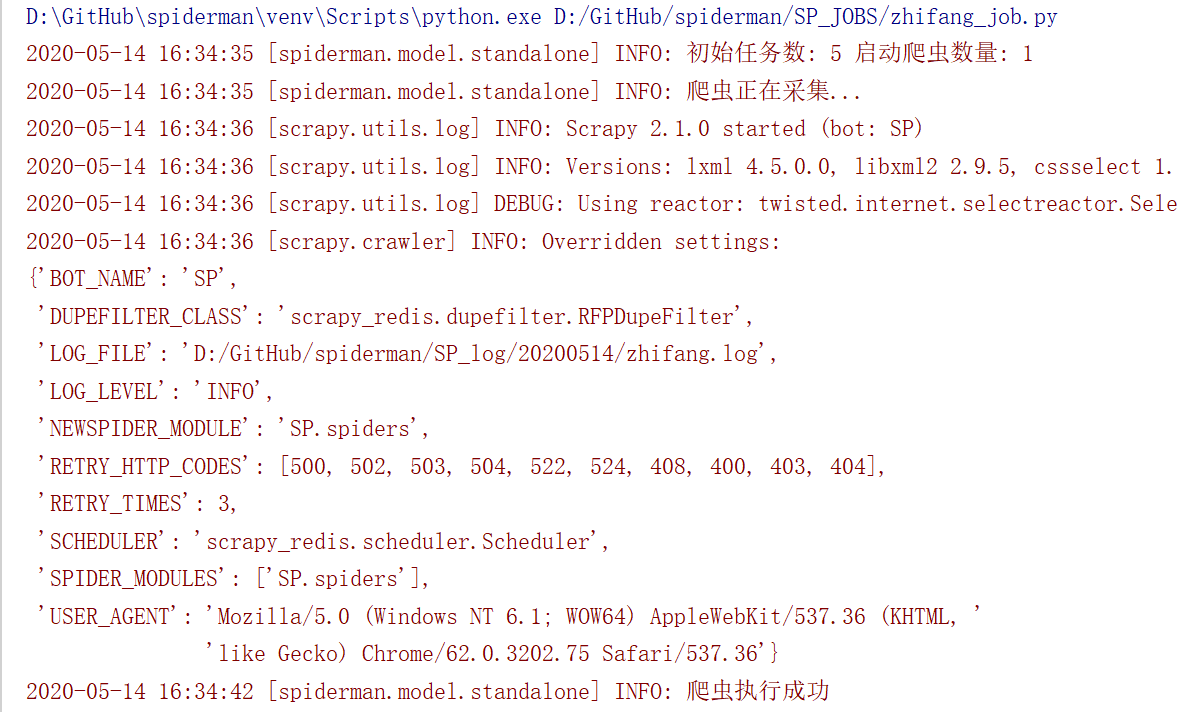 D:\GitHub\spiderman\venv\Scripts\python.exe D:/GitHub/spiderman/SP_JOBS/zhifang_job.py
2020-05-14 16:34:35 [spiderman.model.standalone] INFO: 初始任务数: 5 启动爬虫数量: 1
2020-05-14 16:34:35 [spiderman.model.standalone] INFO: 爬虫正在采集...
2020-05-14 16:34:36 [scrapy.utils.log] INFO: Scrapy 2.1.0 started (bot: SP)
2020-05-14 16:34:36 [scrapy.utils.log] INFO: Versions: lxml 4.5.0.0, libxml2 2.9.5, cssselect 1.
2020-05-14 16:34:36 [scrapy.utils.log] DEBUG: Using reactor: twisted.internet.selectreactor.Sele
2020-05-14 16:34:36 [scrapy.crawler] INFO: Overridden settings:
{'BOT_NAME': 'SP',
 'DUPEFILTER_CLASS': 'scrapy_redis.dupefilter.RFPDupeFilter',
 'LOG_FILE': 'D:/GitHub/spiderman/SP_log/20200514/zhifang.log',
 'LOG_LEVEL': 'INFO',
 'NEWSPIDER_MODULE': 'SP.spiders',
 'RETRY_HTTP_CODES': [500, 502, 503, 504, 522, 524, 408, 400, 403, 404],
 'RETRY_TIMES': 3,
 'SCHEDULER': 'scrapy_redis.scheduler.Scheduler',
 'SPIDER_MODULES': ['SP.spiders'],
 'USER_AGENT': 'Mozilla/5.0 (Windows NT 6.1; WOW64) AppleWebKit/537.36 (KHTML, '
               'like Gecko) Chrome/62.0.3202.75 Safari/537.36'}
2020-05-14 16:34:42 [spiderman.model.standalone] INFO: 爬虫执行成功